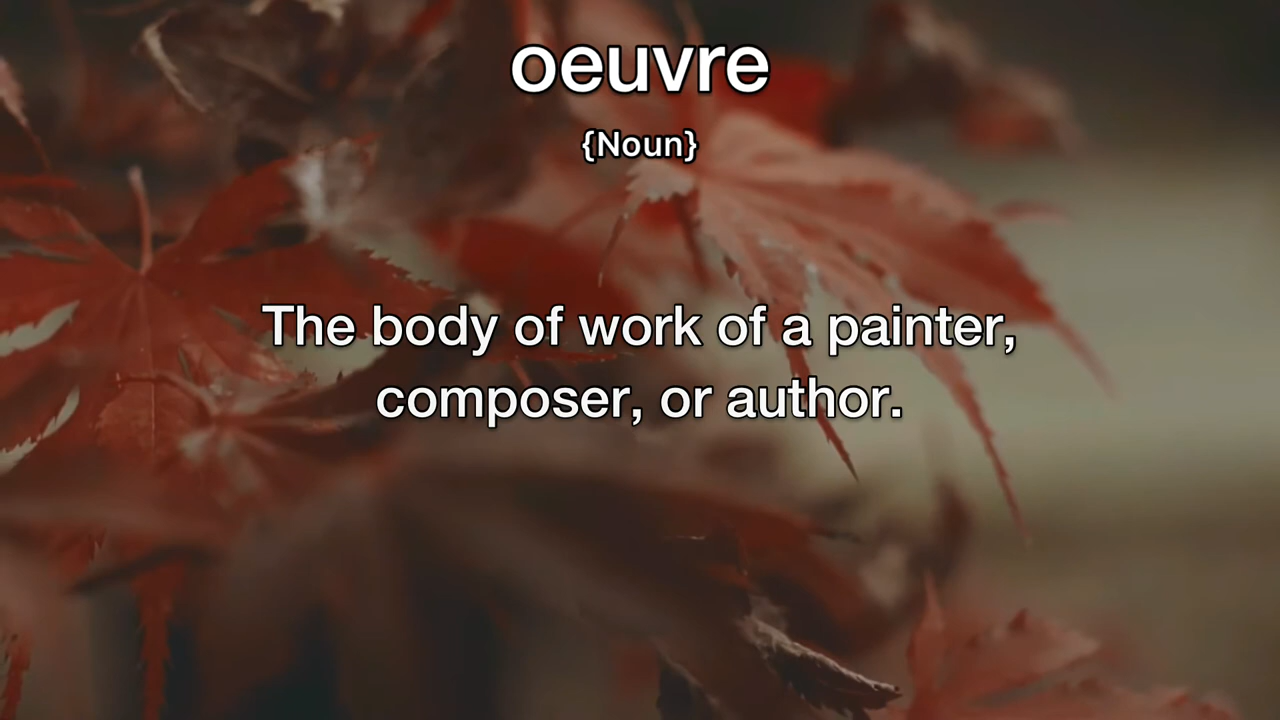 oeuvre
{Noun}
The body of work of a painter,
composer, or author.